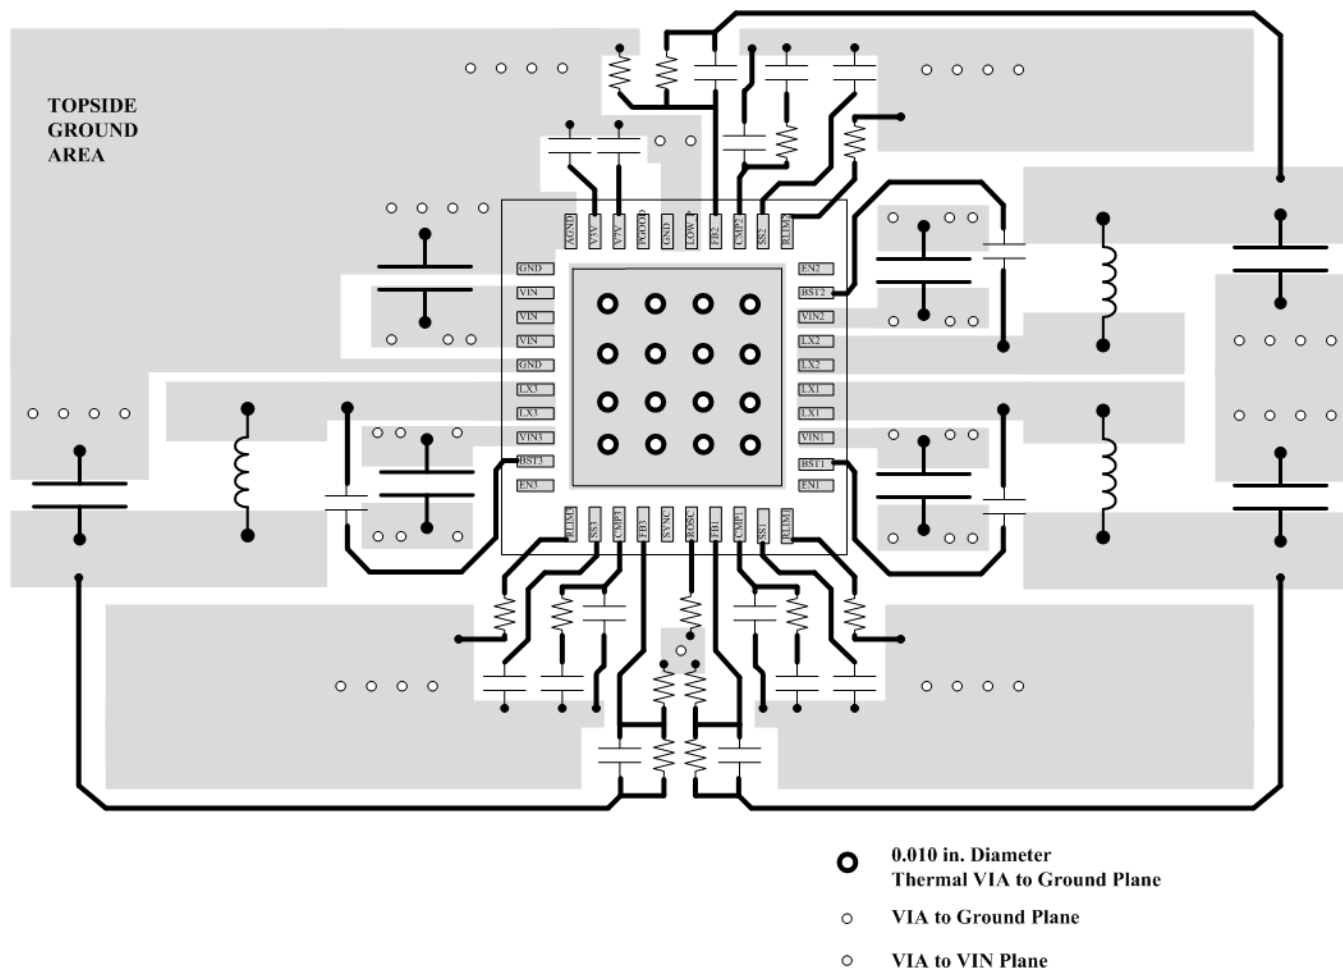 TOPSIDE
GROUND
AREA
AGND
V3V
V7V
PGOOD
GND
LOW_P
FB2
CMP2
SS2
RLIM2
GND
VIN
VIN
VIN
GND
LX3
LX3
VIN3
BST3
EN3
EN2
BST2
VIN2
LX2
LX2
LX1
LX1
VIN1
BST1
EN1
RLIM3
SS3
CMP3
FB3
SYNC
ROSC
FB1
CMP1
SS1
RLIM1
0.010 in. Diameter
Thermal VIA to Ground Plane
VIA to Ground Plane
VIA to VIN Plane